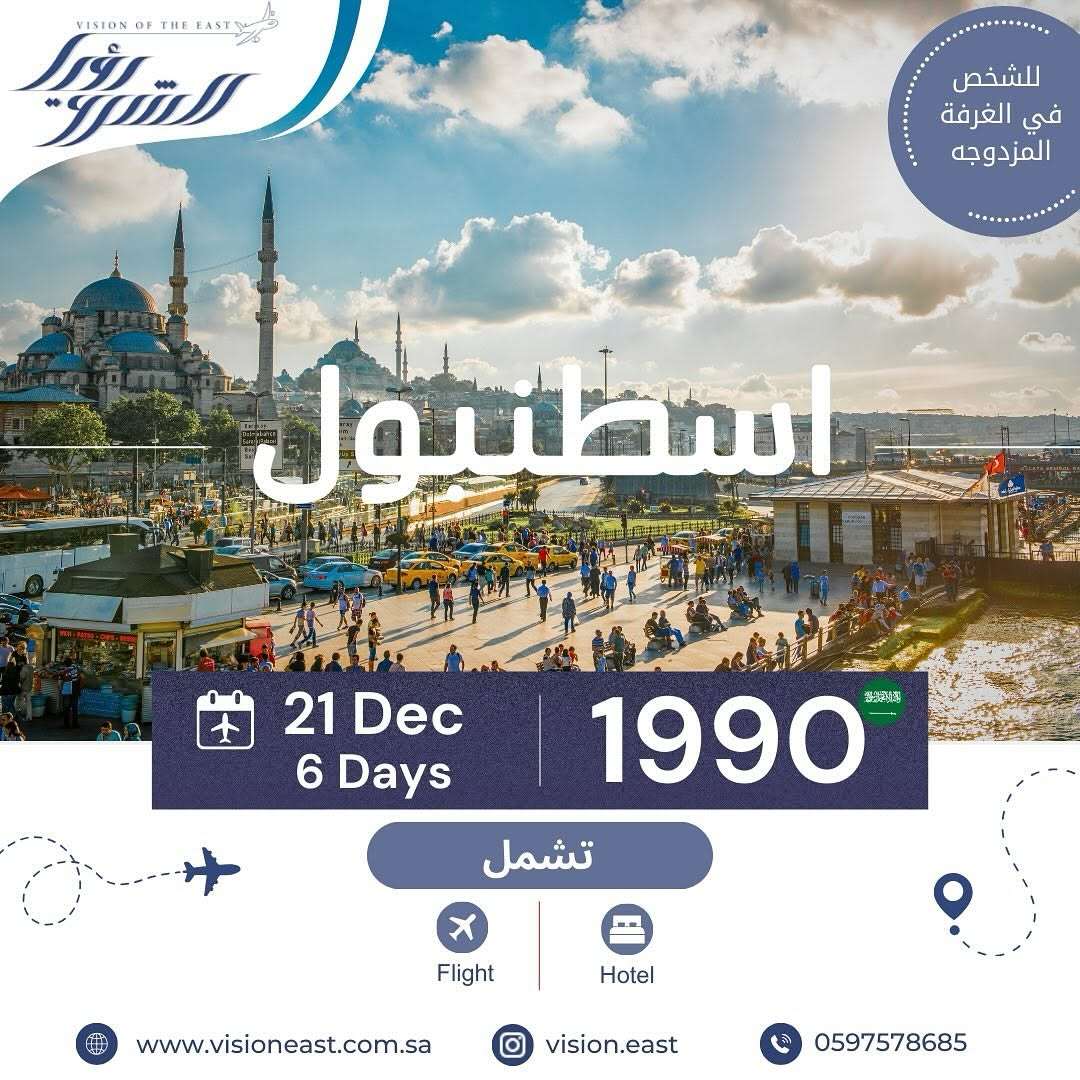 VISION OF THE EAST
رؤية الشرق
للشخص
في الغرفة
المزدوجه
اسطنبول
21 Dec
6 Days
1990
تشمل
Flight
Hotel
www.visioneast.com.sa
vision.east
0597578685